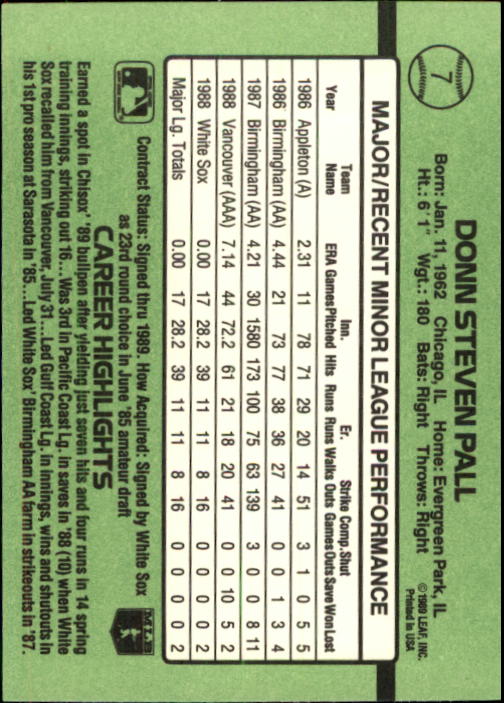 7
DONN STEVEN PALL
Born: Jan. 11, 1962 Chicago, IL Home: Evergreen Park, IL
Ht.: 6'1" Wgt.: 180 Bats: Right Throws: Right
©1989 LEAF, INC.
Printed in USA
MAJOR/RECENT MINOR LEAGUE PERFORMANCE
Team Inn. Er. Strike Comp. Shut
Year Name ERA Games Pitched Hits Runs Runs Walks Outs Games Outs Save Won Lost
1986 Appleton (A) 2.31 11 78 71 29 20 14 51 3 1 0 5 5
1986 Birmingham (AA) 4.44 21 73 77 38 36 27 41 0 0 1 3 4
1987 Birmingham (AA) 4.21 30 1580 173 100 75 63 139 3 0 0 8 11
1988 Vancouver (AAA) 7.14 44 72.2 61 21 18 20 41 0 0 10 5 2
1988 White Sox 0.00 17 28.2 39 11 11 8 16 0 0 0 0 2
Major Lg. Totals 0.00 17 28.2 39 11 11 8 16 0 0 0 0 2
Contract Status: Signed thru 1989. How Acquired: Signed by White Sox
as 23rd round choice in June '85 amateur draft
MLB
CAREER HIGHLIGHTS
Earned a spot in Chisox' '89 bullpen after yielding just seven hits and four runs in 14 spring
training innings, striking out 16...Was 3rd in Pacific Coast Lg. in saves in '88 (10) when White
Sox recalled him from Vancouver, July 31...Led Gulf Coast Lg. in innings, wins and shutouts in
his 1st pro season at Sarasota in '85...Led White Sox' Birmingham AA farm in strikeouts in '87.